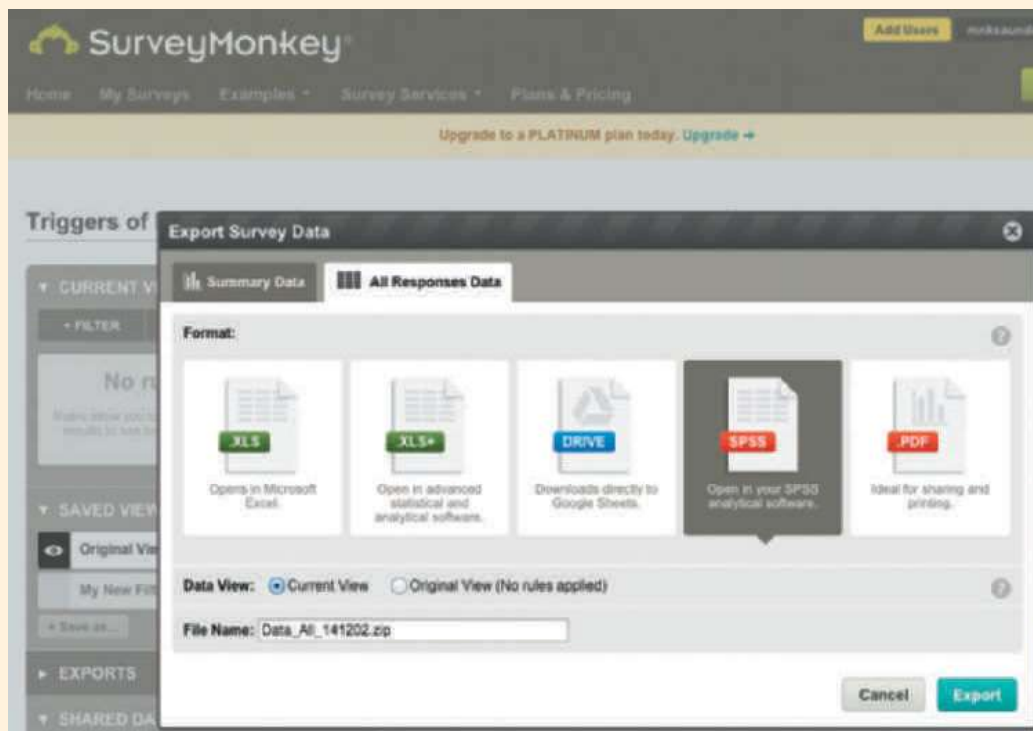 SurveyMonkey®
Add Users
Home My Surveys Examples Survey Services Plans & Pricing
Upgrade to a PLATINUM plan today. Upgrade →
Triggers of
Export Survey Data
Summary Data All Responses Data
CURRENT V
+ FILTER
Format:
No ru
.XLS
.XLS+
DRIVE
SPSS
.PDF
Opens in Microsoft
Excel.
Open in advanced
statistical and
analytical software.
Downloads directly to
Google Sheets.
Open in your SPSS
analytical software.
Ideal for sharing and
printing.
SAVED VIEW
Original Vie
My New Filt
+ Save as...
Data View: Current View Original View (No rules applied)
File Name: Data_All_141202.zip
EXPORTS
SHARED DA
Cancel Export